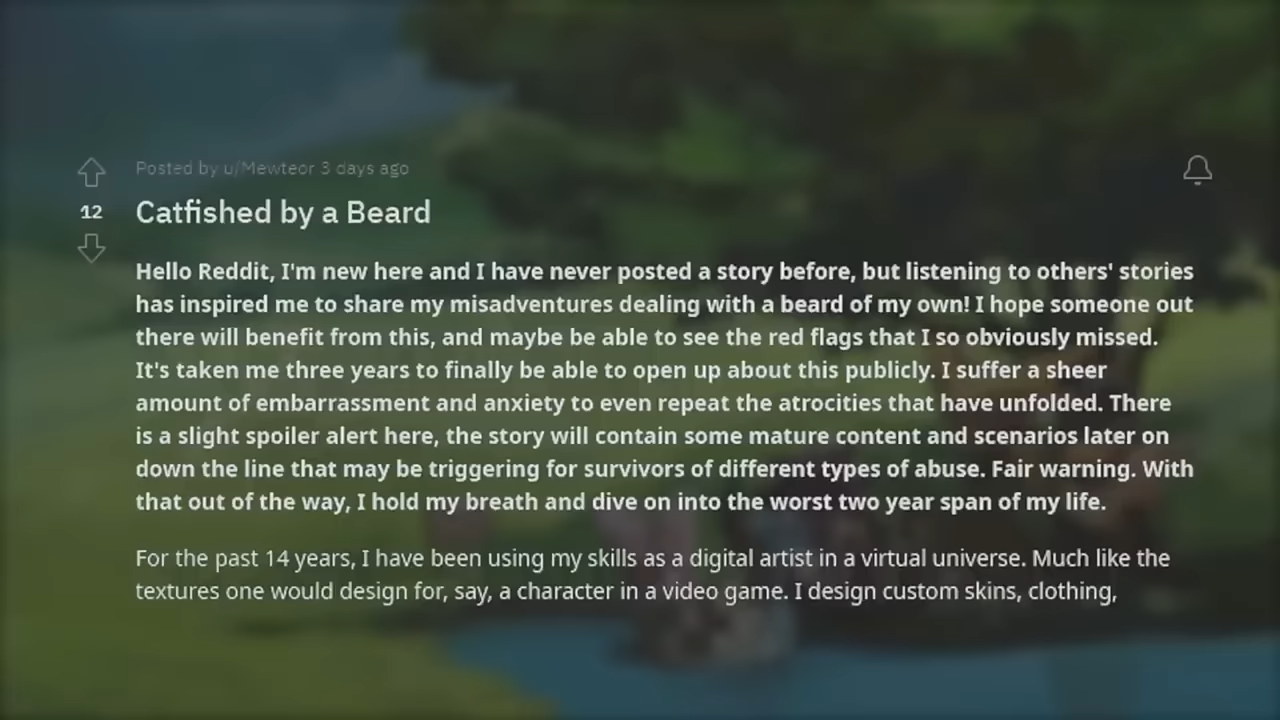 Posted by u/Mewteor 3 days ago
12
Catfished by a Beard
Hello Reddit, I'm new here and I have never posted a story before, but listening to others' stories
has inspired me to share my misadventures dealing with a beard of my own! I hope someone out
there will benefit from this, and maybe be able to see the red flags that I so obviously missed.
It's taken me three years to finally be able to open up about this publicly. I suffer a sheer
amount of embarrassment and anxiety to even repeat the atrocities that have unfolded. There
is a slight spoiler alert here, the story will contain some mature content and scenarios later on
down the line that may be triggering for survivors of different types of abuse. Fair warning. With
that out of the way, I hold my breath and dive on into the worst two year span of my life.
For the past 14 years, I have been using my skills as a digital artist in a virtual universe. Much like the
textures one would design for, say, a character in a video game. I design custom skins, clothing,